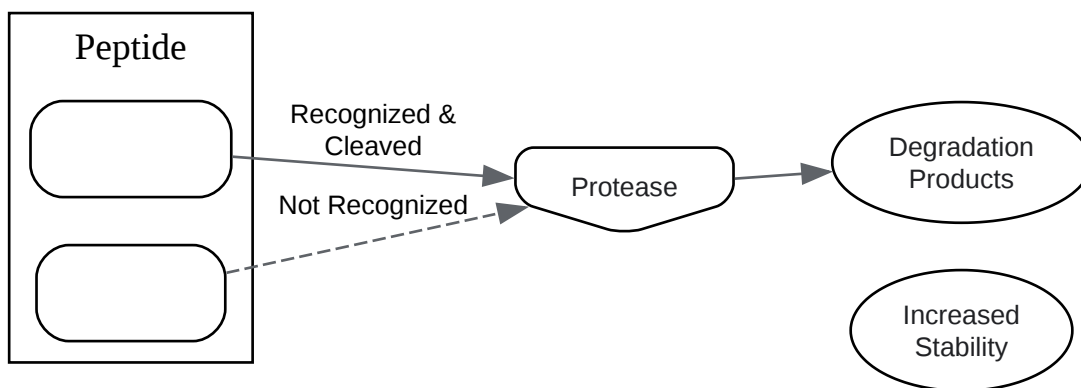 Peptide
Recognized &
Cleaved
Not Recognized
Protease
Degradation
Products
Increased
Stability